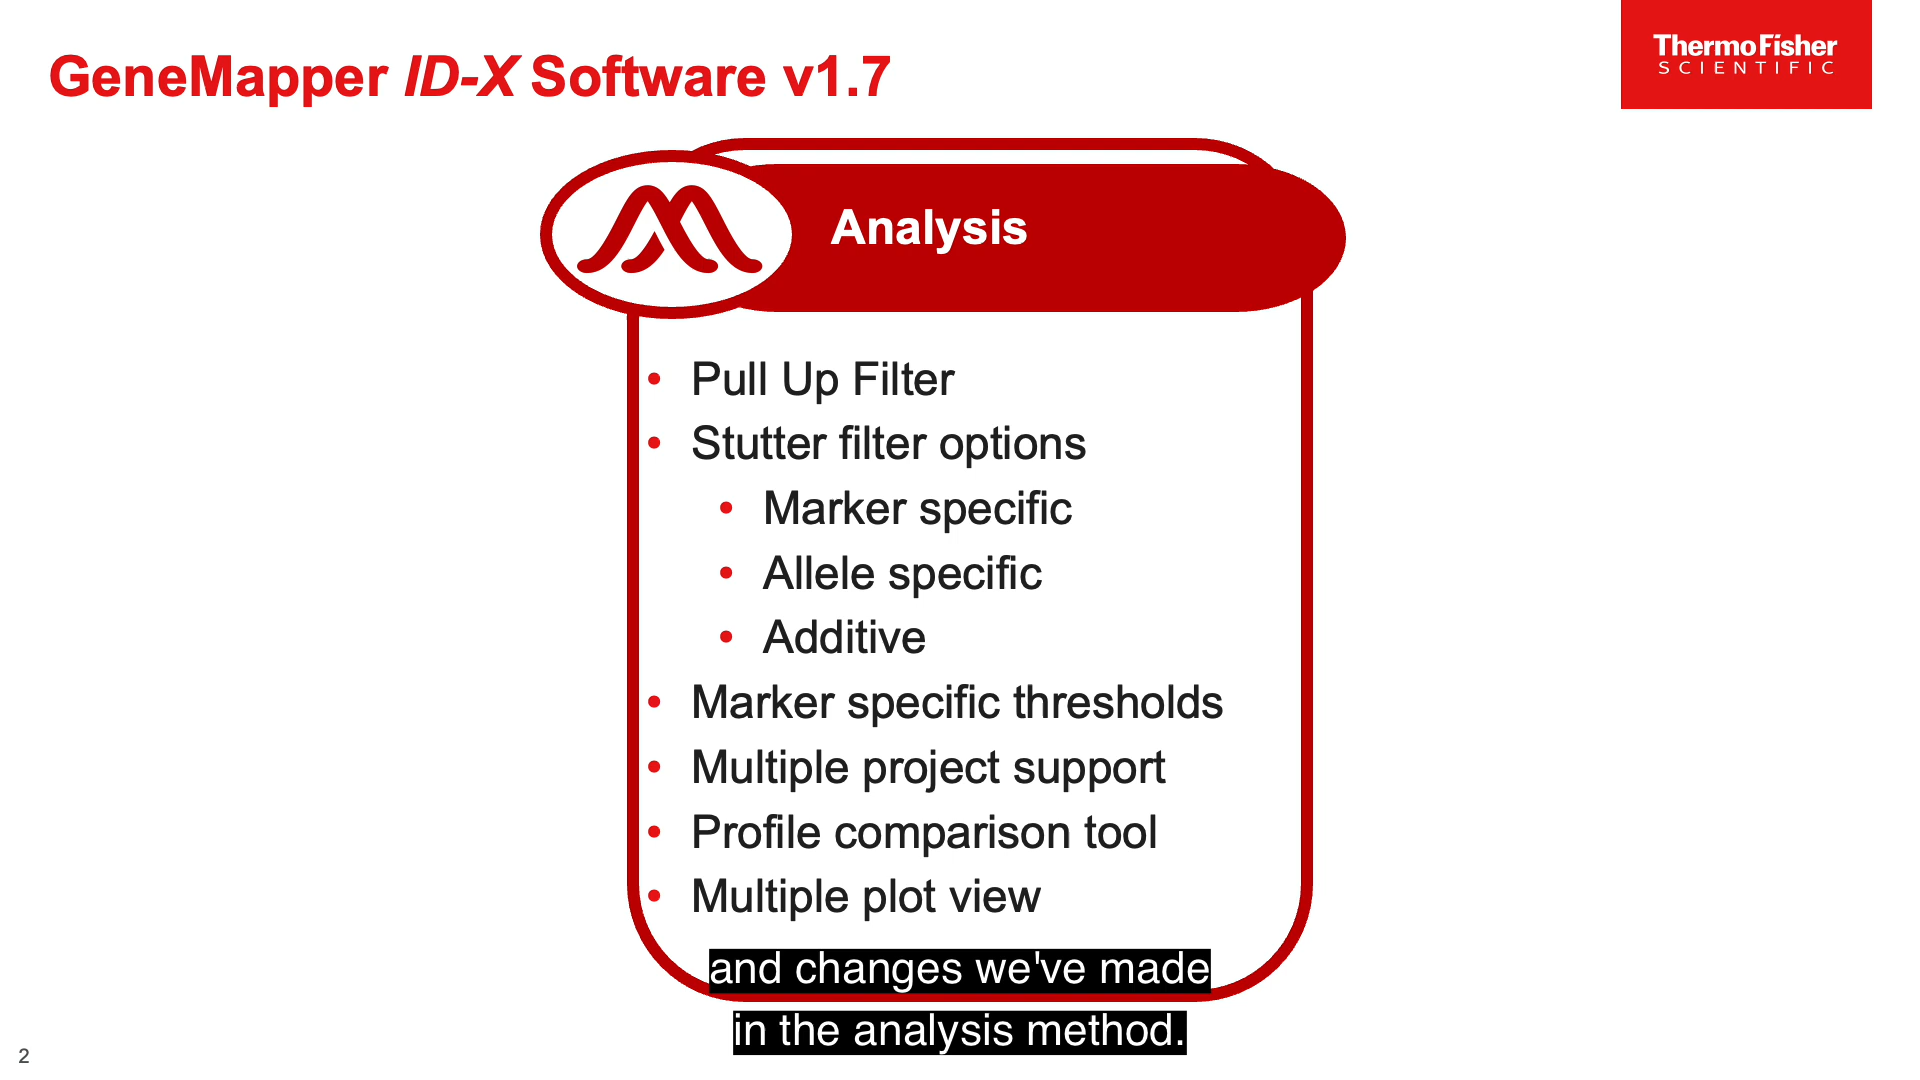 GeneMapper ID-X Software v1.7
ThermoFisher
SCIENTIFIC
Analysis
• Pull Up Filter
• Stutter filter options
• Marker specific
• Allele specific
• Additive
• Marker specific thresholds
• Multiple project support
• Profile comparison tool
• Multiple plot view
and changes we've made
in the analysis method.
2